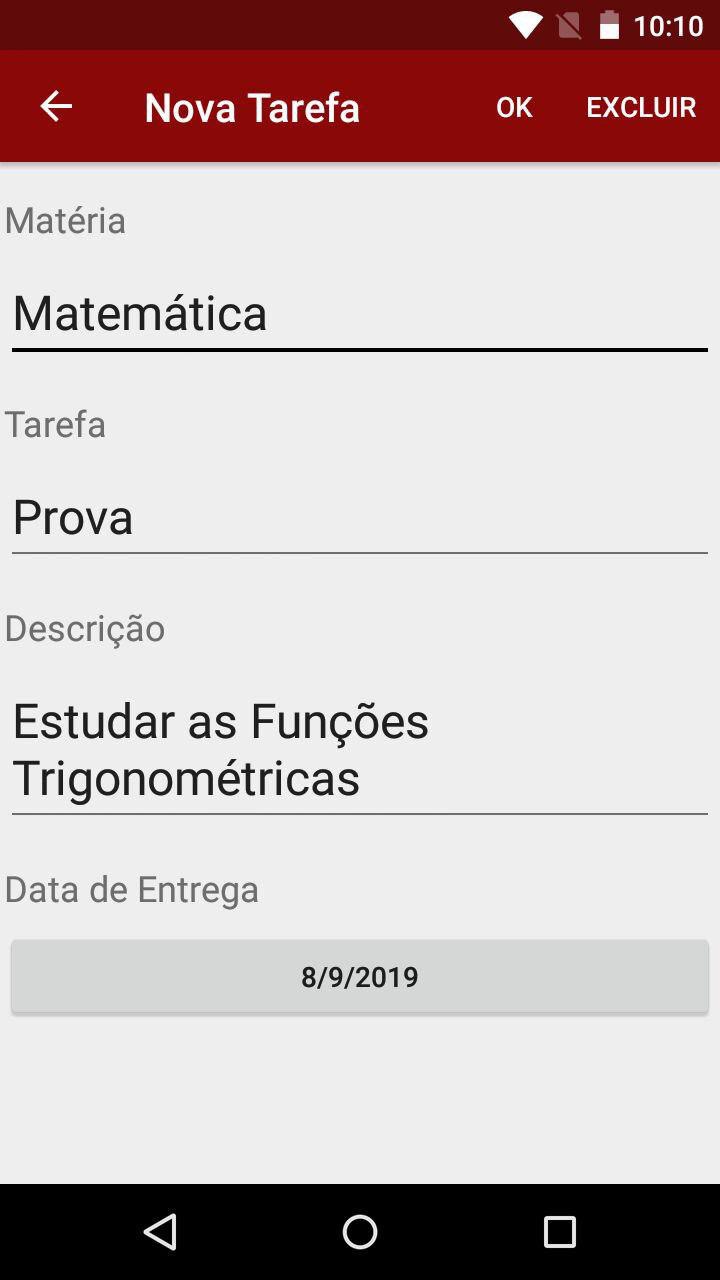 10:10
Nova Tarefa OK EXCLUIR
Matéria
Matemática
Tarefa
Prova
Descrição
Estudar as Funções
Trigonométricas
Data de Entrega
8/9/2019